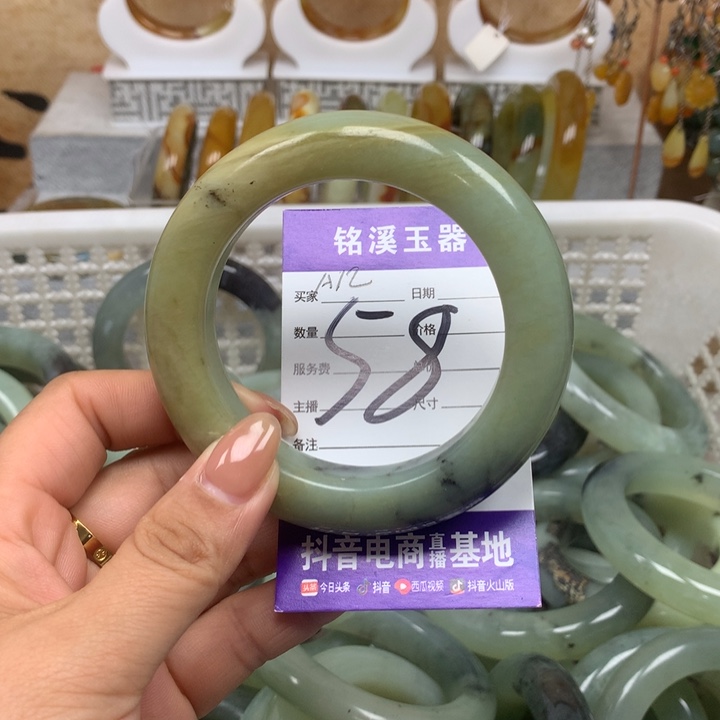 铭溪玉器
A12
买家 日期
数量 价格
58
服务费
主播 尺寸
备注
抖音电商直播基地
头条 今日头条 抖音 西瓜视频 抖音火山版